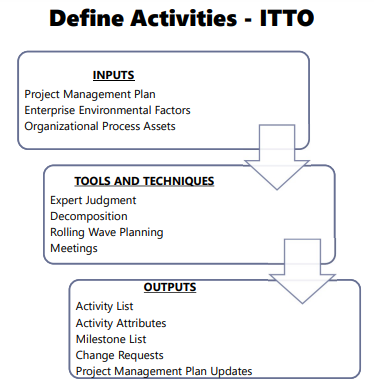 Define Activities - ITTO
INPUTS
Project Management Plan
Enterprise Environmental Factors
Organizational Process Assets
TOOLS AND TECHNIQUES
Expert Judgment
Decomposition
Rolling Wave Planning
Meetings
OUTPUTS
Activity List
Activity Attributes
Milestone List
Change Requests
Project Management Plan Updates